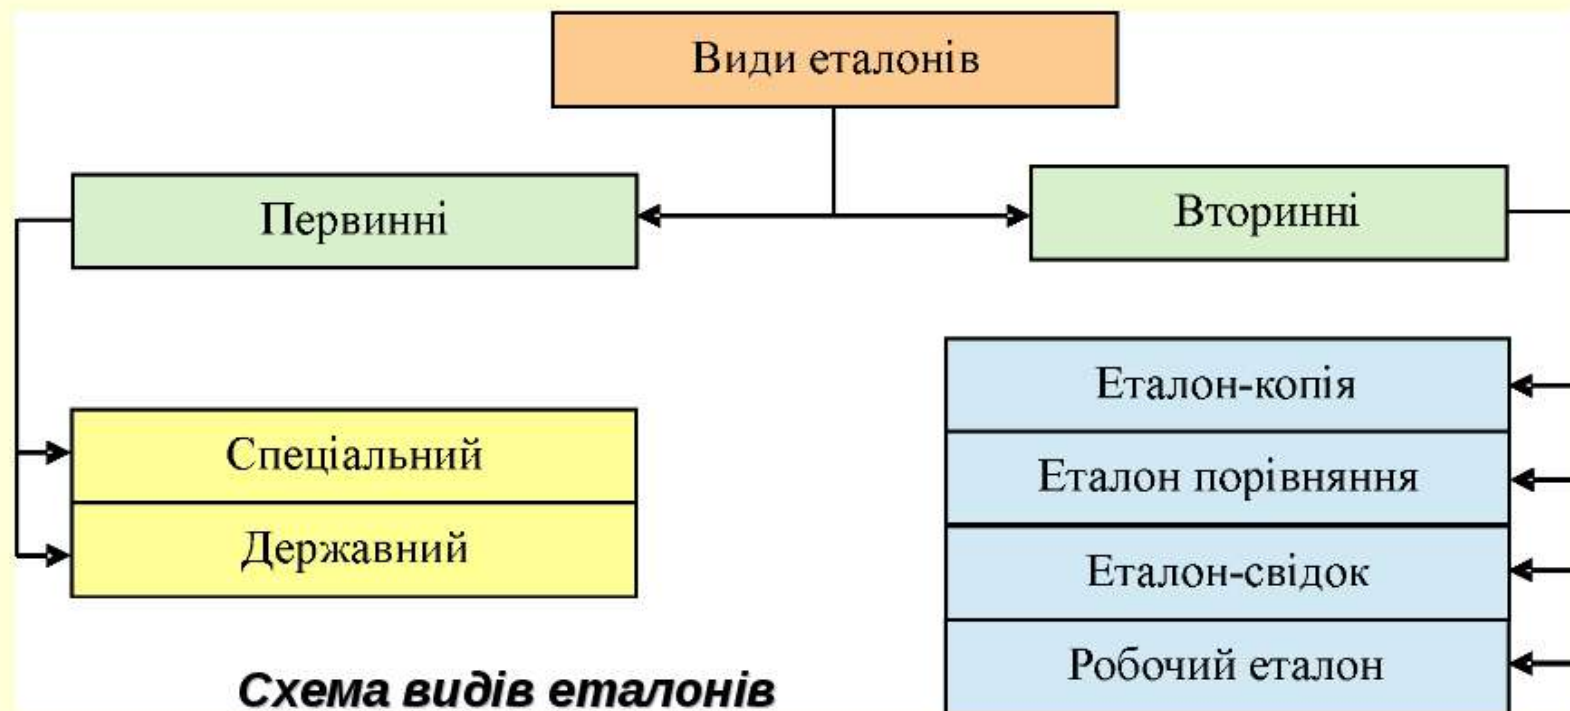 Види еталонів
Первинні
Вторинні
Спеціальний
Державний
Еталон-копія
Еталон порівняння
Еталон-свідок
Робочий еталон
Схема видів еталонів